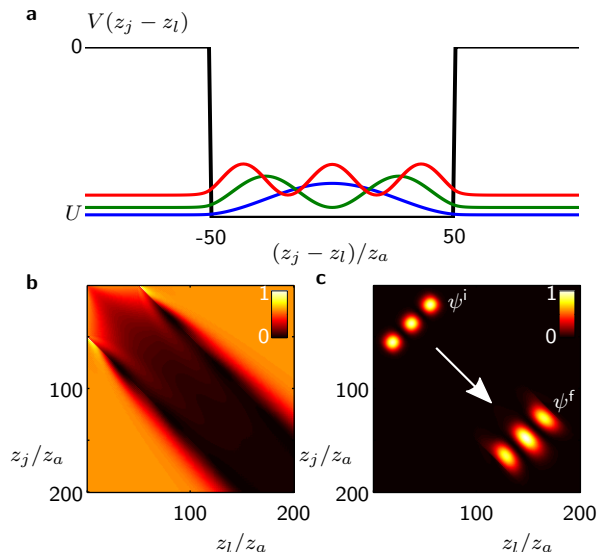 a
V(z_j − z_l)
0
U
-50
50
(z_j − z_l)/z_a
b
1
0
100
z_j/z_a
200
100
200
z_l/z_a
c
1
0
ψ^i
100
ψ^f
z_j/z_a
200
100
200
z_l/z_a